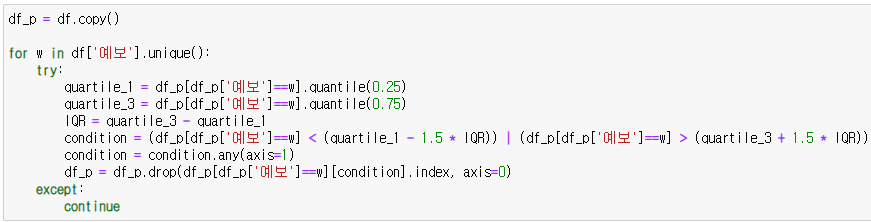 df_p = df.copy()
for w in df['예보'].unique():
try:
quartile_1 = df_p[df_p['예보']==w].quantile(0.25)
quartile_3 = df_p[df_p['예보']==w].quantile(0.75)
IQR = quartile_3 - quartile_1
condition = (df_p[df_p['예보']==w] < (quartile_1 - 1.5 * IQR)) | (df_p[df_p['예보']==w] > (quartile_3 + 1.5 * IQR))
condition = condition.any(axis=1)
df_p = df_p.drop(df_p[df_p['예보']==w][condition].index, axis=0)
except:
continue